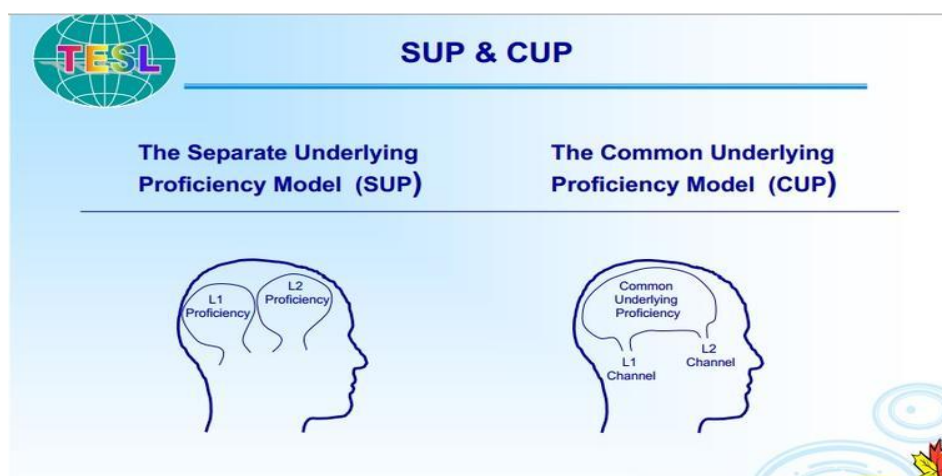 TESL
SUP & CUP
The Separate Underlying
Proficiency Model (SUP)
The Common Underlying
Proficiency Model (CUP)
L1
Proficiency
L2
Proficiency
Common
Underlying
Proficiency
L1
Channel
L2
Channel